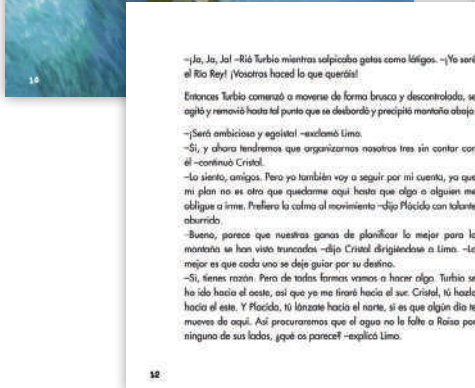 10
–¡Ja, Ja, Ja! –Rió Turbio mientras salpicaba gotas como látigos. –¡Yo seré
el Río Rey! ¡Vosotros haced lo que queráis!
Entonces Turbio comenzó a moverse de forma brusca y descontrolada, se
agitó y removió hasta tal punto que se desbordó y precipitó montaña abajo.
–¡Será ambicioso y egoísta! –exclamó Limo.
–Sí, y ahora tendremos que organizarnos nosotros tres sin contar con
él –continuó Cristal.
–Lo siento, amigos. Pero yo también voy a seguir por mi cuenta, ya que
mi plan no es otro que quedarme aquí hasta que algo o alguien me
obligue a irme. Prefiero la calma al movimiento –dijo Plácido con talante
aburrido.
–Bueno, parece que nuestras ganas de planificar lo mejor para la
montaña se han visto truncadas –dijo Cristal dirigiéndose a Limo. –Lo
mejor es que cada uno se deje guiar por su destino.
–Sí, tienes razón. Pero de todas formas vamos a hacer algo. Turbio se
ha ido hacia el oeste, así que yo me tiraré hacia el sur. Cristal, tú hazlo
hacia el este. Y Placido, tú lánzate hacia el norte, si es que algún día te
mueves de aquí. Así procuraremos que el agua no le falte a Raisa por
ninguno de sus lados, ¿qué os parece? –explicó Limo.
12